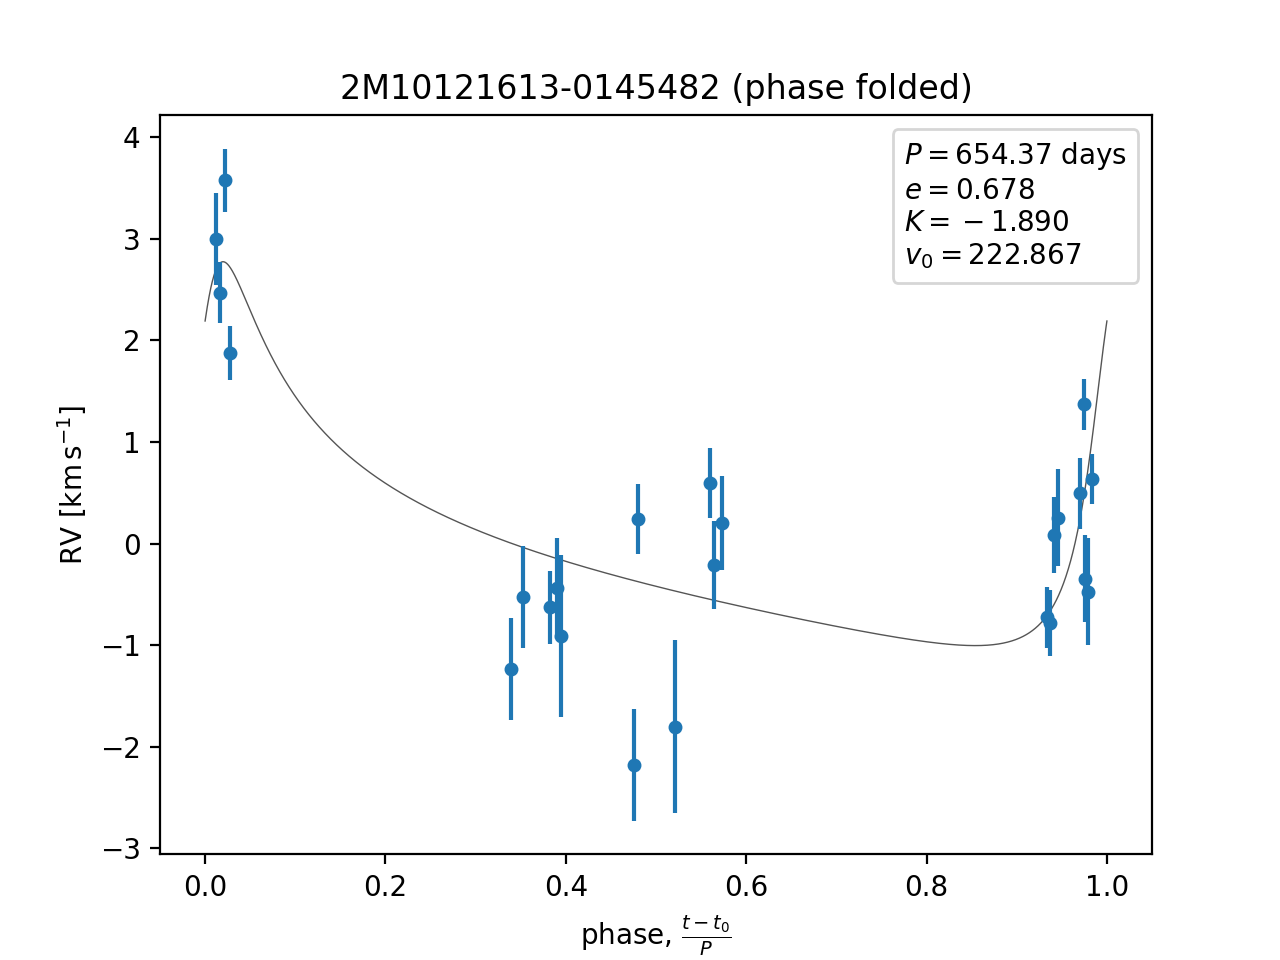 2M10121613-0145482 (phase folded)
P = 654.37 days
e = 0.678
K = −1.890
v₀ = 222.867
4
3
2
1
0
−1
−2
−3
RV [km s⁻¹]
0.0 0.2 0.4 0.6 0.8 1.0
phase, (t − t₀)/P